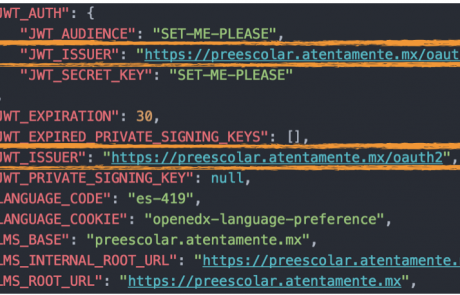 JWT_AUTH": {
"JWT_AUDIENCE": "SET-ME-PLEASE",
"JWT_ISSUER": "https://preescolar.atentamente.mx/oaut
"JWT_SECRET_KEY": "SET-ME-PLEASE"
,
JWT_EXPIRATION": 30,
JWT_EXPIRED_PRIVATE_SIGNING_KEYS": [],
JWT_ISSUER": "https://preescolar.atentamente.mx/oauth2",
JWT_PRIVATE_SIGNING_KEY": null,
LANGUAGE_CODE": "es-419",
LANGUAGE_COOKIE": "openedx-language-preference",
LMS_BASE": "preescolar.atentamente.mx",
LMS_INTERNAL_ROOT_URL": "https://preescolar.atentamente.
LMS_ROOT_URL": "https://preescolar.atentamente.mx",